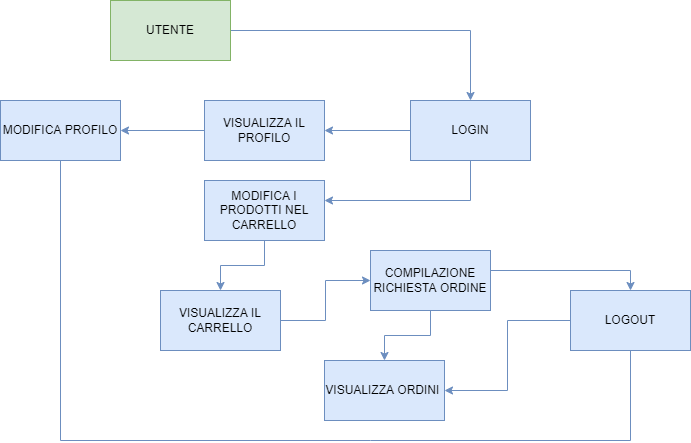 UTENTE
MODIFICA PROFILO
VISUALIZZA IL
PROFILO
LOGIN
MODIFICA I
PRODOTTI NEL
CARRELLO
COMPILAZIONE
RICHIESTA ORDINE
VISUALIZZA IL
CARRELLO
LOGOUT
VISUALIZZA ORDINI